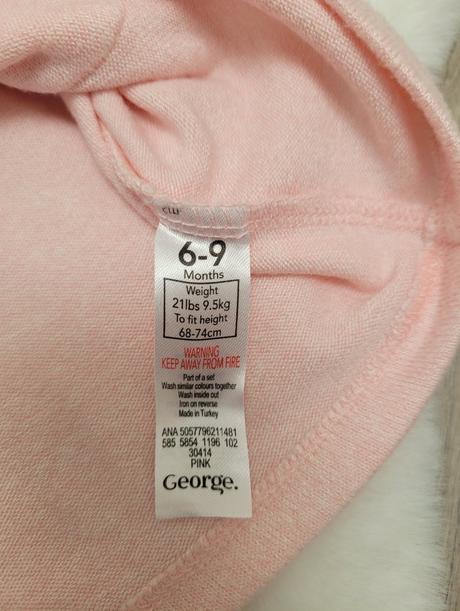 6-9
Months
Weight
21lbs 9.5kg
To fit height
68-74cm
WARNING
KEEP AWAY FROM FIRE
Part of a set
Wash similar colours together
Wash inside out
Iron on reverse
Made in Turkey
ANA 5057796211481
585 5854 1196 102
30414
PINK
George.